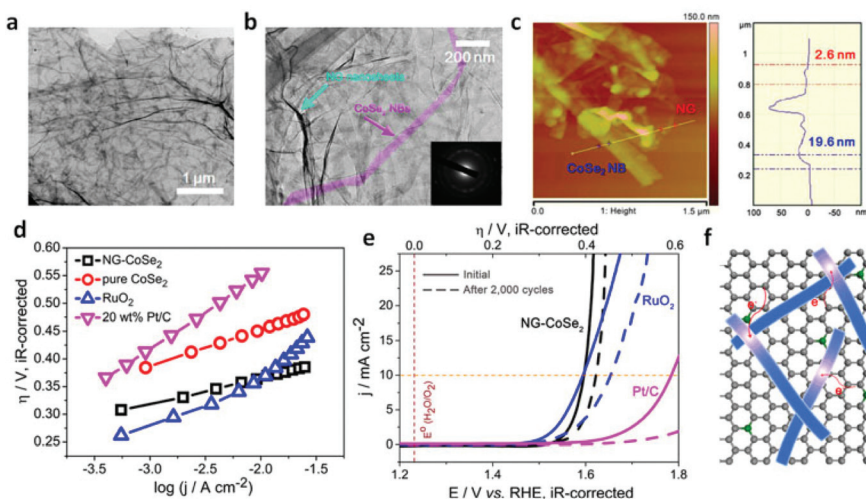 a
1 μm
b
200 nm
CoSe₂ NBs
c
150.0 nm
NG
CoSe₂ NB
0.0
1: Height
1.5 μm
μm
1
0.8
0.6
0.4
0.2
2.6 nm
19.6 nm
100 50 0 -50
nm
d
η / V, iR-corrected
0.60
0.55
0.50
0.45
0.40
0.35
0.30
0.25
NG-CoSe₂
pure CoSe₂
RuO₂
20 wt% Pt/C
-3.5 -3.0 -2.5 -2.0 -1.5
log (j / A cm⁻²)
e
η / V, iR-corrected
0.0 0.2 0.4 0.6
j / mA cm⁻²
25
20
15
10
5
0
Initial
After 2,000 cycles
NG-CoSe₂
RuO₂
Pt/C
E⁰ (H₂O/O₂)
1.2 1.4 1.6 1.8
E / V vs. RHE, iR-corrected
f
e⁻
e⁻
e⁻